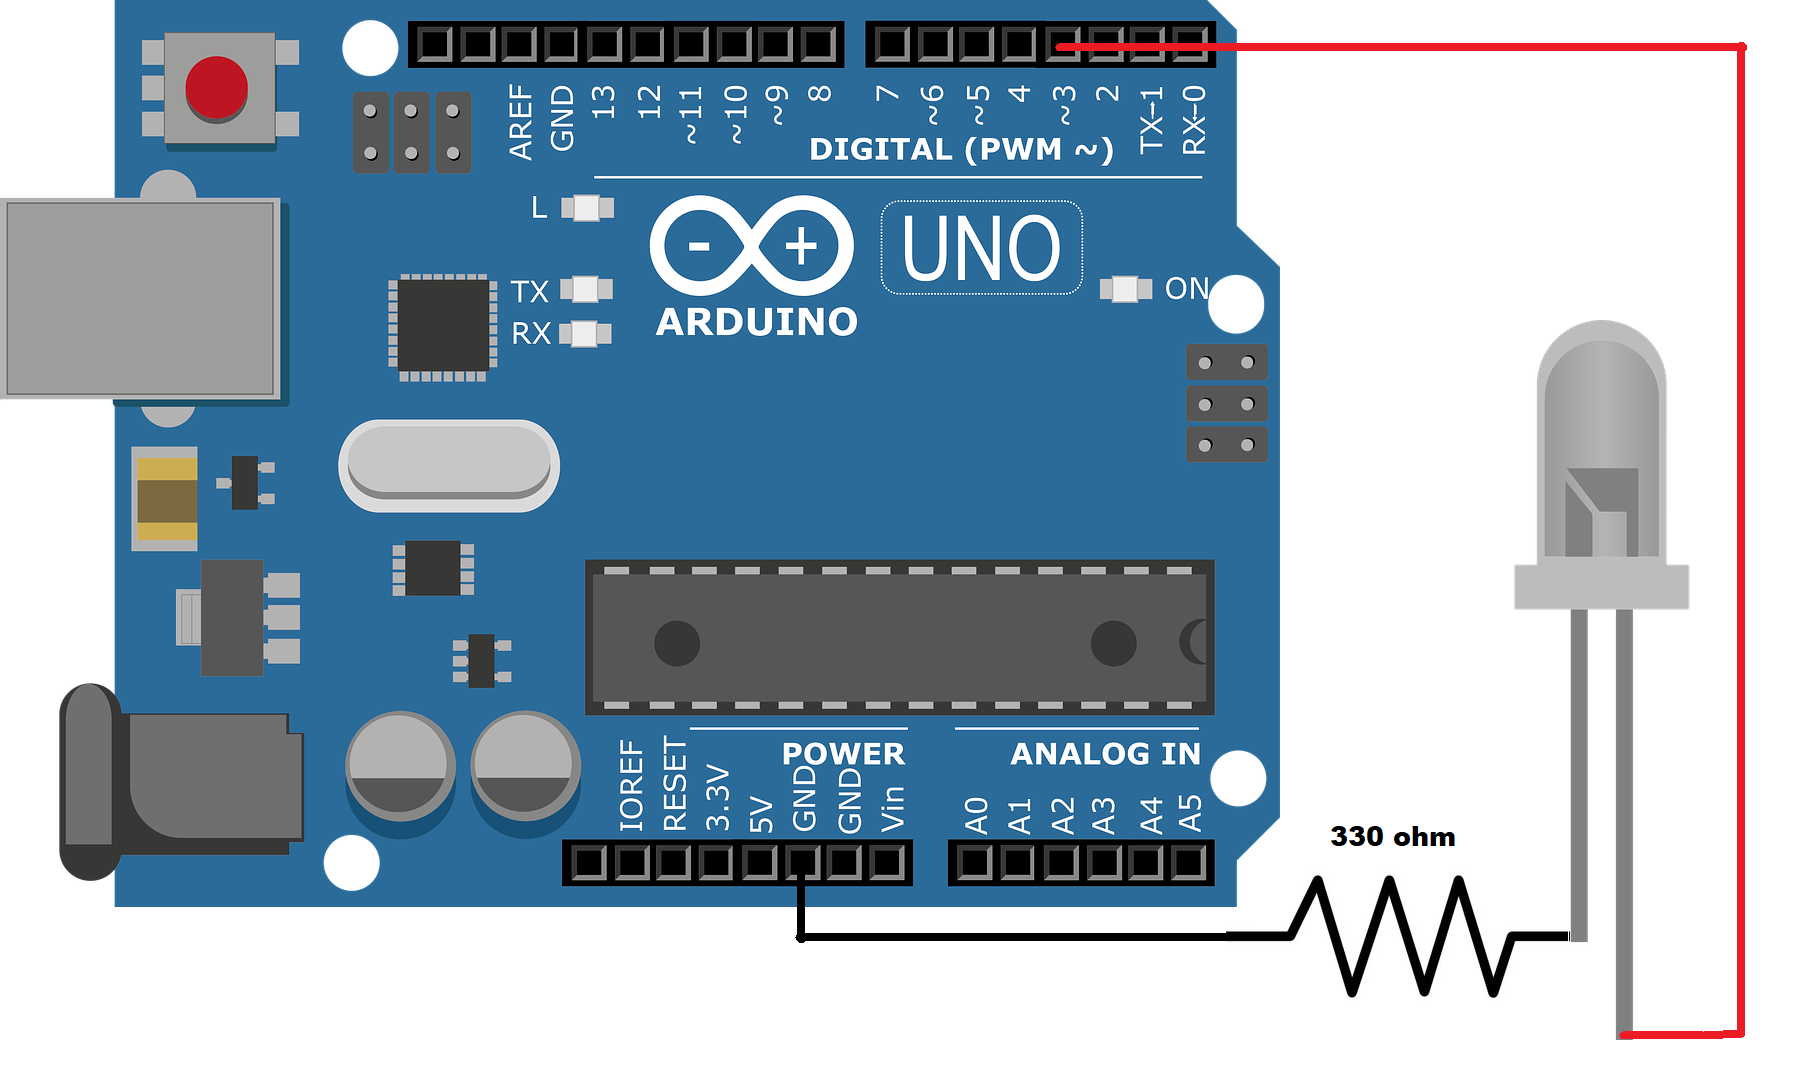 AREF
GND
13
12
~11
~10
~9
8
7
~6
~5
4
~3
2
TX→1
RX←0
DIGITAL (PWM ~)
L
TX
RX
- +
ARDUINO
UNO
ON
POWER
ANALOG IN
IOREF
RESET
3.3V
5V
GND
GND
Vin
A0
A1
A2
A3
A4
A5
330 ohm